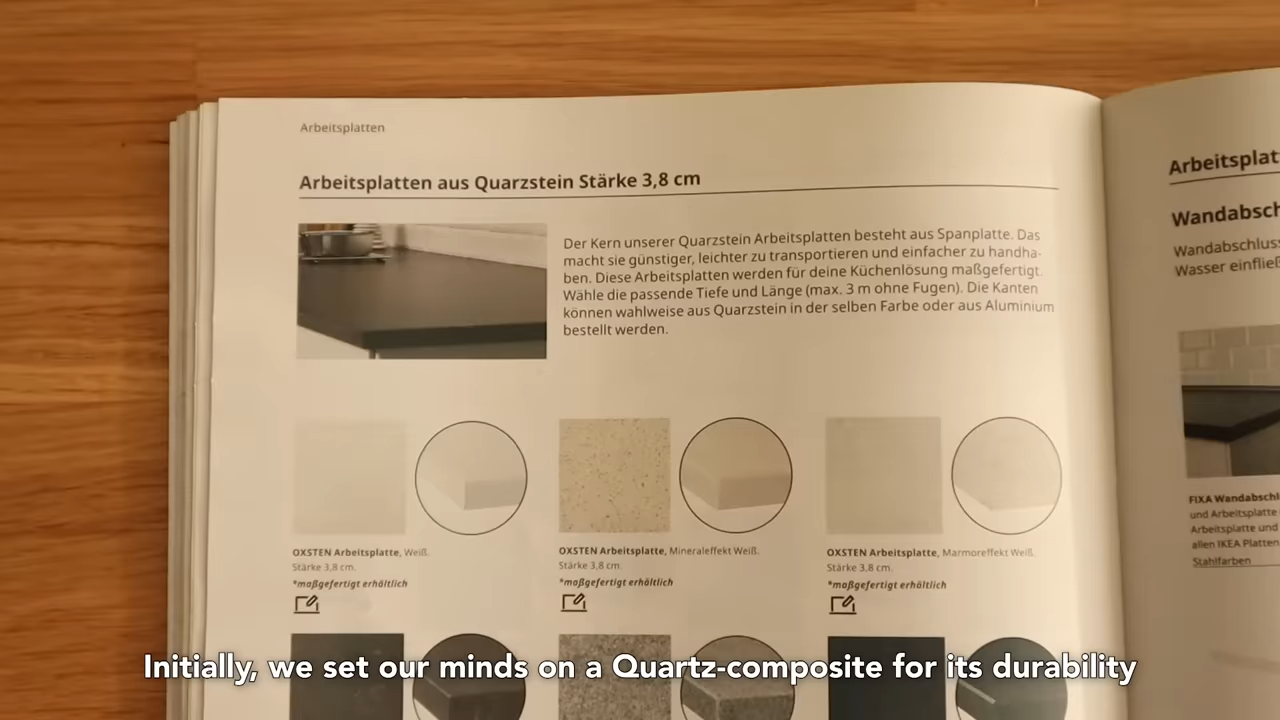 Arbeitsplatten
Arbeitsplatten aus Quarzstein Stärke 3,8 cm
Der Kern unserer Quarzstein Arbeitsplatten besteht aus Spanplatte. Das
macht sie günstiger, leichter zu transportieren und einfacher zu handha-
ben. Diese Arbeitsplatten werden für deine Küchenlösung maßgefertigt.
Wähle die passende Tiefe und Länge (max. 3 m ohne Fugen). Die Kanten
können wahlweise aus Quarzstein in der selben Farbe oder aus Aluminium
bestellt werden.
OXSTEN Arbeitsplatte, Weiß.
Stärke 3,8 cm.
*maßgefertigt erhältlich
OXSTEN Arbeitsplatte, Mineraleffekt Weiß.
Stärke 3,8 cm.
*maßgefertigt erhältlich
OXSTEN Arbeitsplatte, Marmoreffekt Weiß.
Stärke 3,8 cm.
*maßgefertigt erhältlich
Arbeitsplat
Wandabsch
Wandabschluss
Wasser einfließ
FIXA Wandabschl
und Arbeitsplatte
Arbeitsplatte und
allen IKEA Platten
Stahlfarben
Initially, we set our minds on a Quartz-composite for its durability